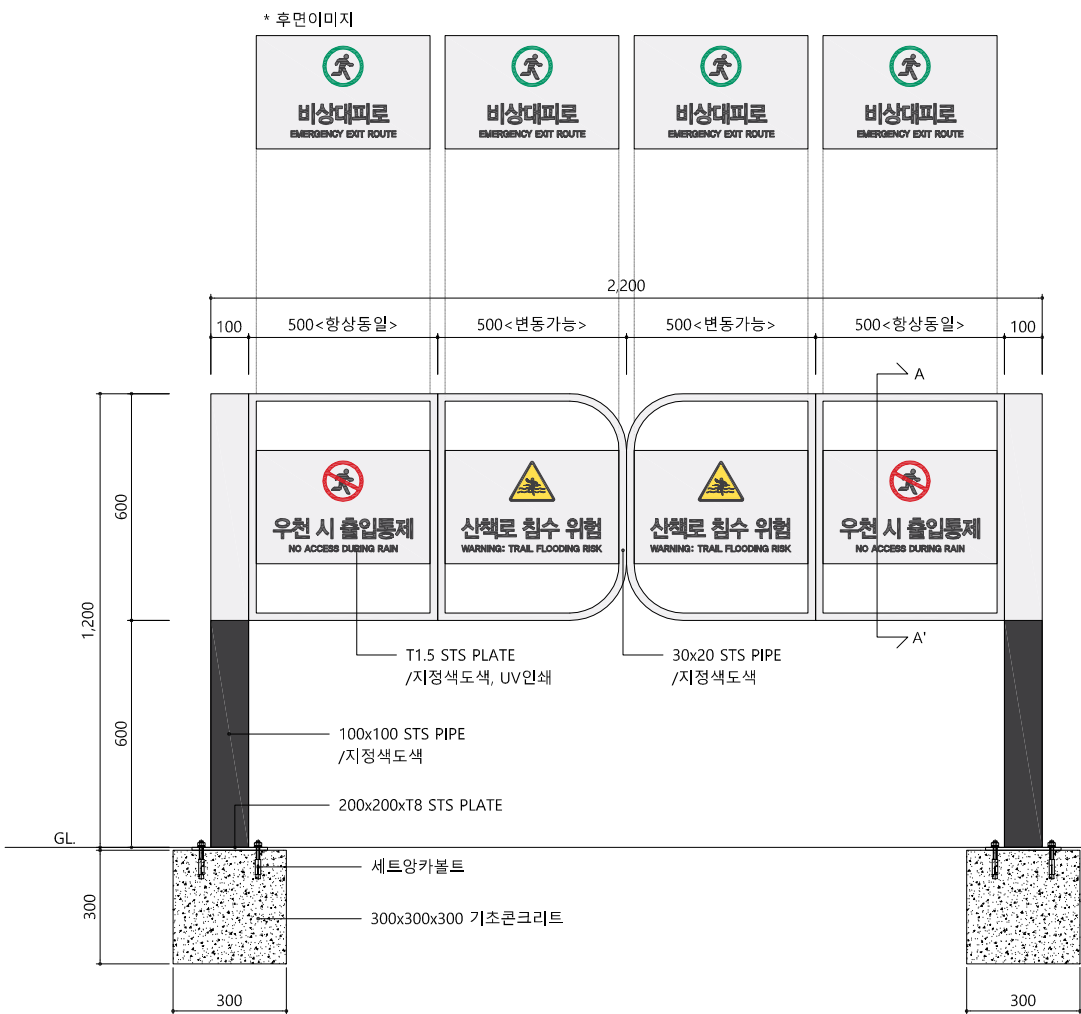 * 후면이미지
비상대피로
EMERGENCY EXIT ROUTE
비상대피로
EMERGENCY EXIT ROUTE
비상대피로
EMERGENCY EXIT ROUTE
비상대피로
EMERGENCY EXIT ROUTE
2,200
100
500<항상동일>
500<변동가능>
500<변동가능>
500<항상동일>
100
A
600
우천 시 출입통제
NO ACCESS DURING RAIN
산책로 침수 위험
WARNING: TRAIL FLOODING RISK
산책로 침수 위험
WARNING: TRAIL FLOODING RISK
우천 시 출입통제
NO ACCESS DURING RAIN
1,200
A'
T1.5 STS PLATE
/지정색도색, UV인쇄
30x20 STS PIPE
/지정색도색
600
100x100 STS PIPE
/지정색도색
200x200xT8 STS PLATE
GL.
세트앙카볼트
300
300x300x300 기초콘크리트
300
300